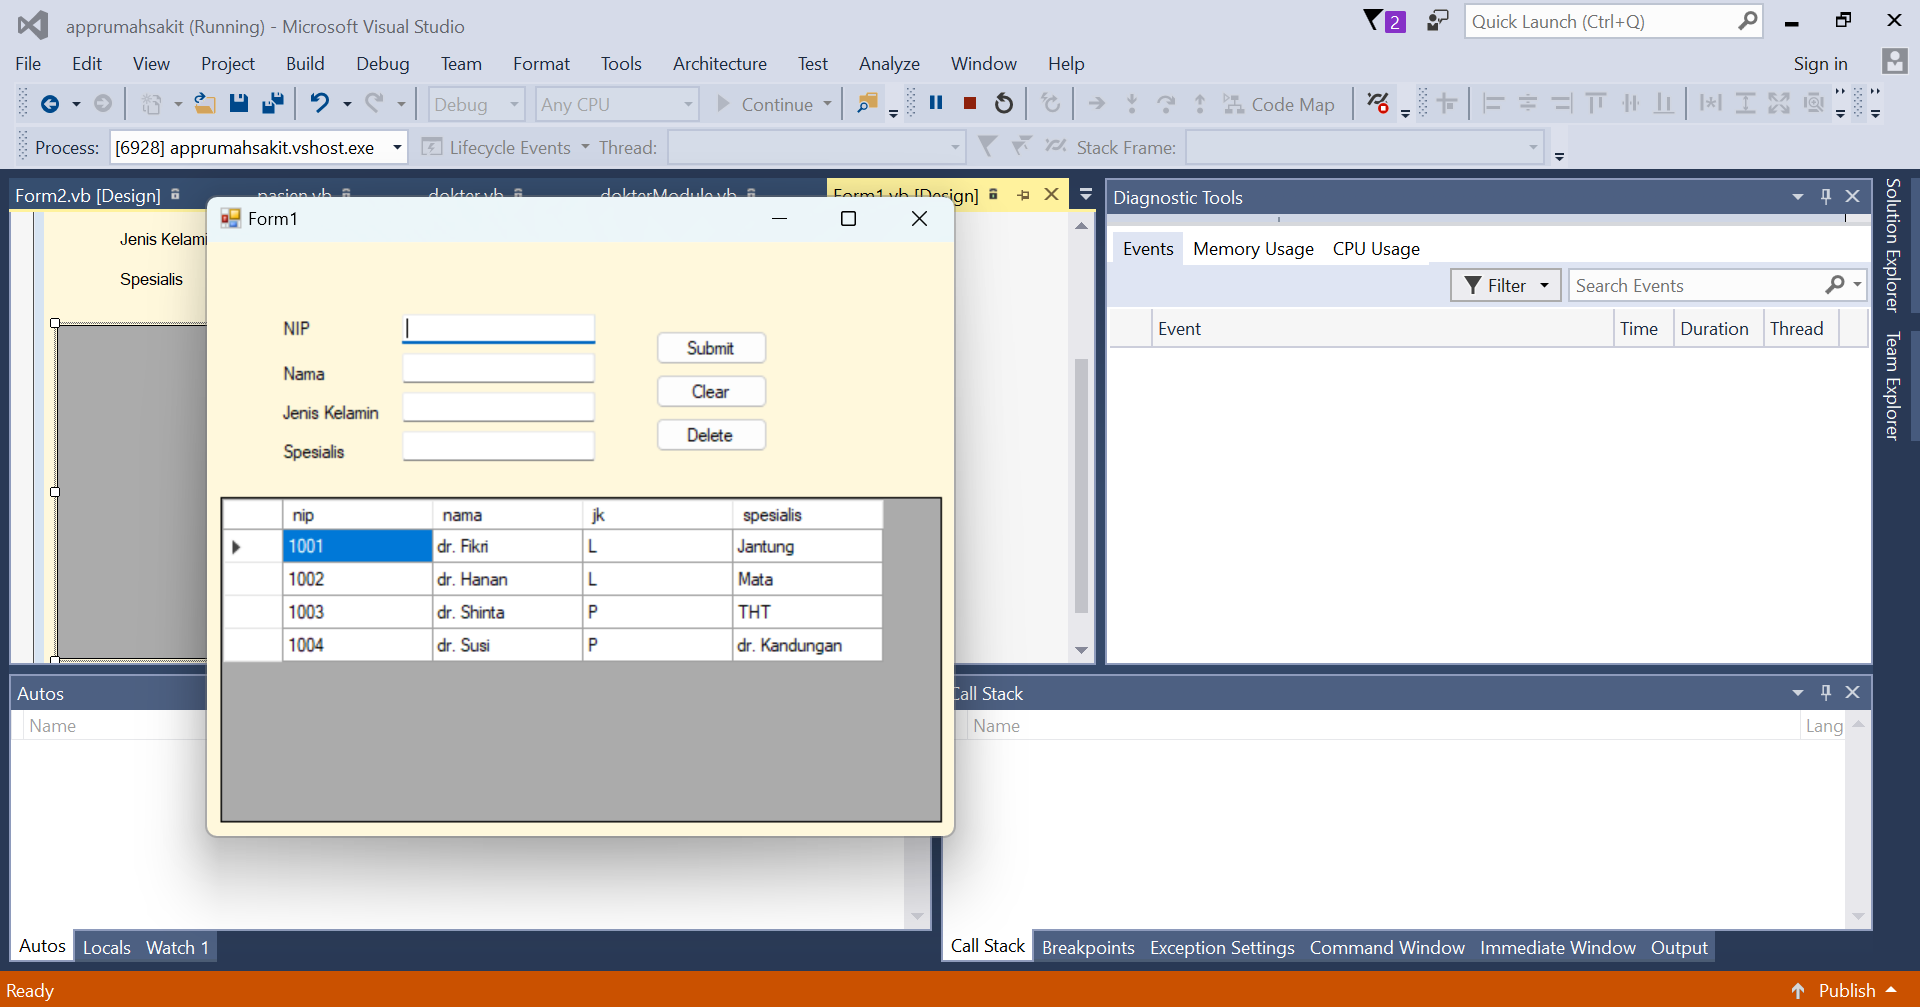 apprumahsakit (Running) - Microsoft Visual Studio
2
Quick Launch (Ctrl+Q)
File Edit View Project Build Debug Team Format Tools Architecture Test Analyze Window Help
Sign in
Debug
Any CPU
Continue
Code Map
Process: [6928] apprumahsakit.vshost.exe
Lifecycle Events
Thread:
Stack Frame:
Form2.vb [Design]
pasien.vb
dokter.vb
dokterModule.vb
Form1.vb [Design]
Jenis Kelami
Spesialis
Form1
NIP
Nama
Jenis Kelamin
Spesialis
Submit
Clear
Delete
nip nama jk spesialis
1001 dr. Fikri L Jantung
1002 dr. Hanan L Mata
1003 dr. Shinta P THT
1004 dr. Susi P dr. Kandungan
Diagnostic Tools
Events Memory Usage CPU Usage
Filter
Search Events
Event Time Duration Thread
Solution Explorer
Team Explorer
Autos
Name
Autos Locals Watch 1
Call Stack
Name
Lang
Call Stack Breakpoints Exception Settings Command Window Immediate Window Output
Ready
Publish